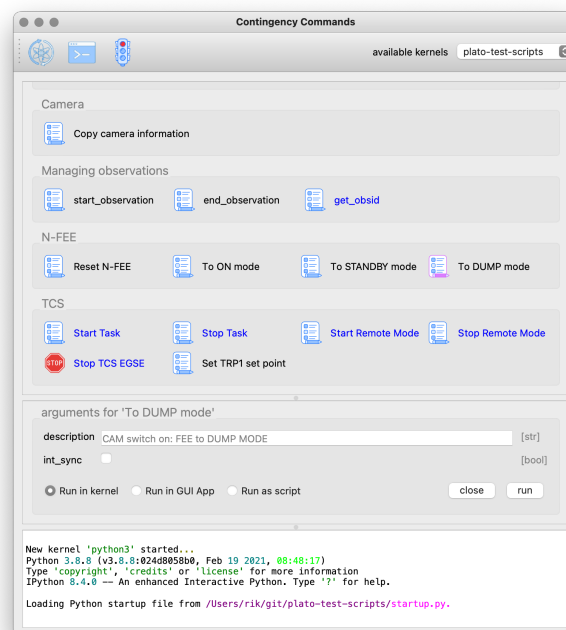 Contingency Commands
available kernels plato-test-scripts
Camera
Copy camera information
Managing observations
start_observation end_observation get_obsid
N-FEE
Reset N-FEE To ON mode To STANDBY mode To DUMP mode
TCS
Start Task Stop Task Start Remote Mode Stop Remote Mode
STOP Stop TCS EGSE Set TRP1 set point
arguments for 'To DUMP mode'
description CAM switch on: FEE to DUMP MODE [str]
int_sync [bool]
Run in kernel Run in GUI App Run as script close run
New kernel 'python3' started...
Python 3.8.8 (v3.8.8:024d8058b0, Feb 19 2021, 08:48:17)
Type 'copyright', 'credits' or 'license' for more information
IPython 8.4.0 -- An enhanced Interactive Python. Type '?' for help.
Loading Python startup file from /Users/rik/git/plato-test-scripts/startup.py.